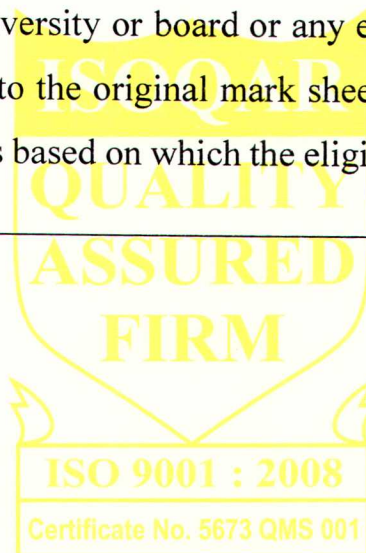 versity or board or any e
ISOQAR
to the original mark shee
s based on which the eligi
QUALITY
ASSURED
FIRM
ISO 9001 : 2008
Certificate No. 5673 QMS 001